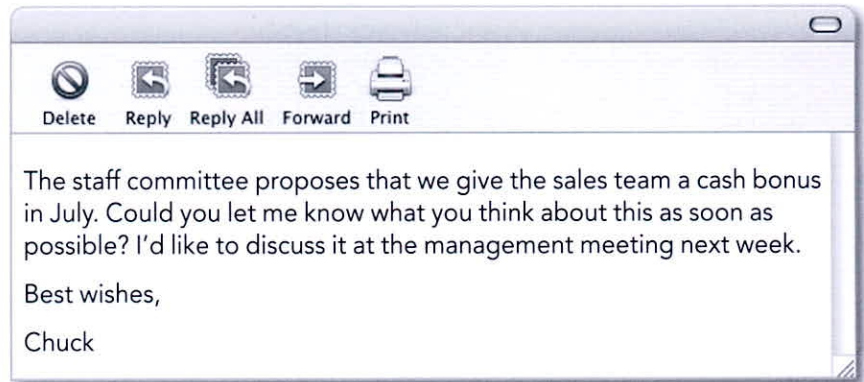 Delete Reply Reply All Forward Print
The staff committee proposes that we give the sales team a cash bonus
in July. Could you let me know what you think about this as soon as
possible? I'd like to discuss it at the management meeting next week.
Best wishes,
Chuck